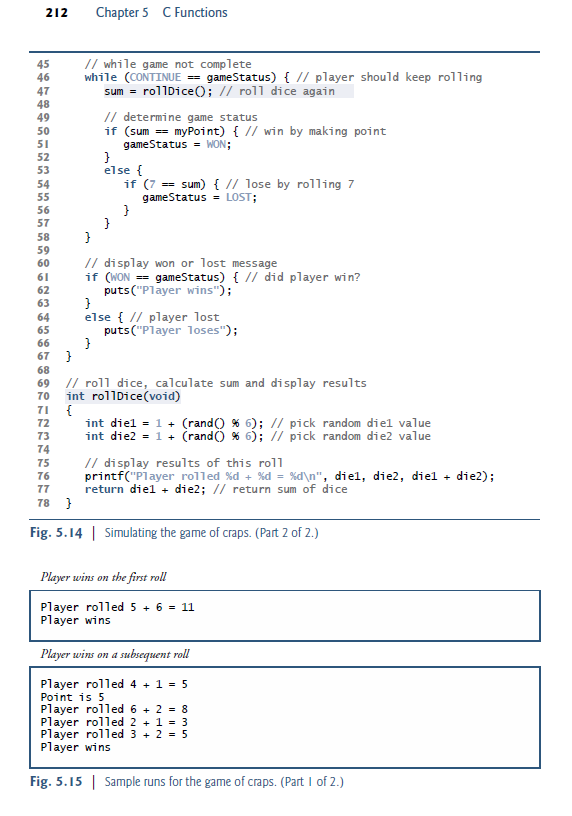 212 Chapter 5 C Functions
45 // while game not complete
46 while (CONTINUE == gameStatus) { // player should keep rolling
47 sum = rollDice(); // roll dice again
48
49 // determine game status
50 if (sum == myPoint) { // win by making point
51 gameStatus = WON;
52 }
53 else {
54 if (7 == sum) { // lose by rolling 7
55 gameStatus = LOST;
56 }
57 }
58 }
59
60 // display won or lost message
61 if (WON == gameStatus) { // did player win?
62 puts("Player wins");
63 }
64 else { // player lost
65 puts("Player loses");
66 }
67 }
68
69 // roll dice, calculate sum and display results
70 int rollDice(void)
71 {
72 int die1 = 1 + (rand() % 6); // pick random die1 value
73 int die2 = 1 + (rand() % 6); // pick random die2 value
74
75 // display results of this roll
76 printf("Player rolled %d + %d = %d\n", die1, die2, die1 + die2);
77 return die1 + die2; // return sum of dice
78 }
Fig. 5.14 | Simulating the game of craps. (Part 2 of 2.)
Player wins on the first roll
Player rolled 5 + 6 = 11
Player wins
Player wins on a subsequent roll
Player rolled 4 + 1 = 5
Point is 5
Player rolled 6 + 2 = 8
Player rolled 2 + 1 = 3
Player rolled 3 + 2 = 5
Player wins
Fig. 5.15 | Sample runs for the game of craps. (Part 1 of 2.)